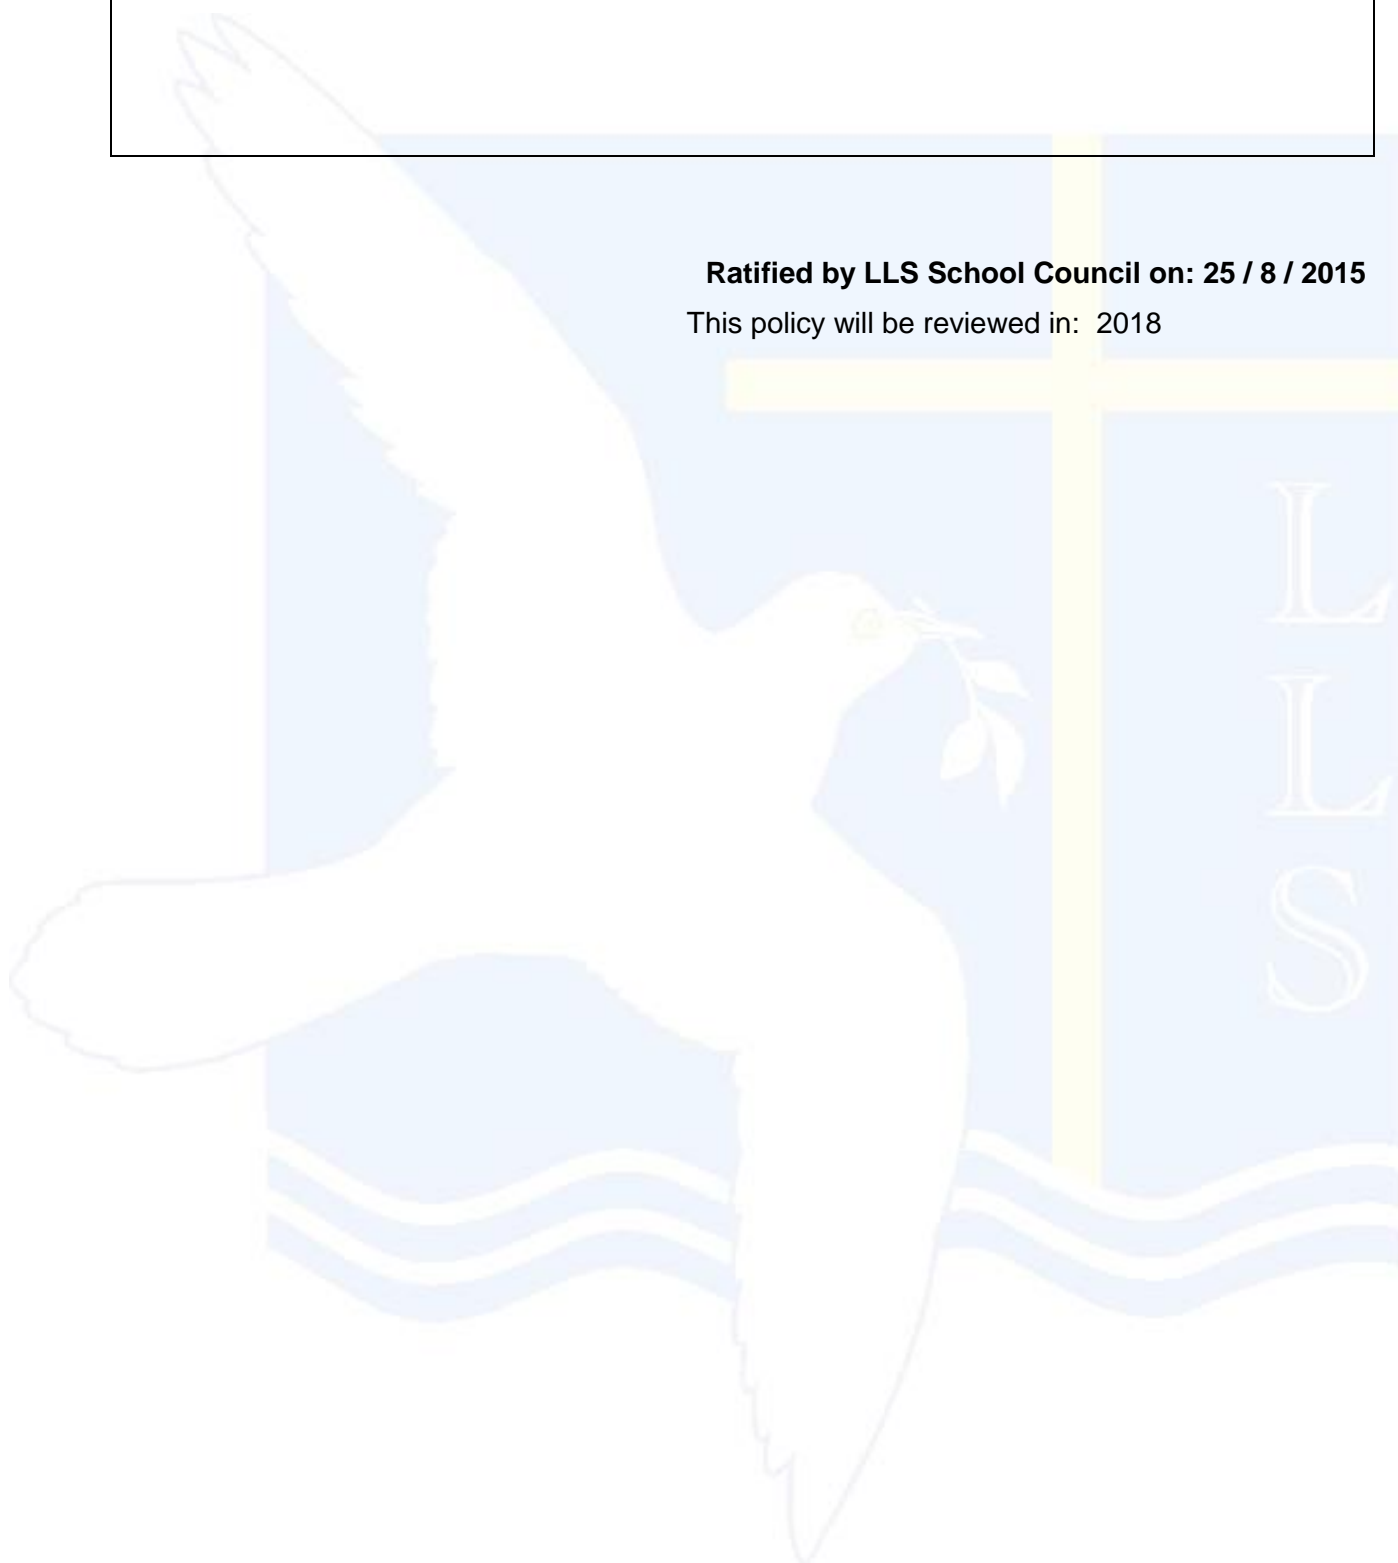 Ratified by LLS School Council on: 25 / 8 / 2015
This policy will be reviewed in: 2018
L
L
S